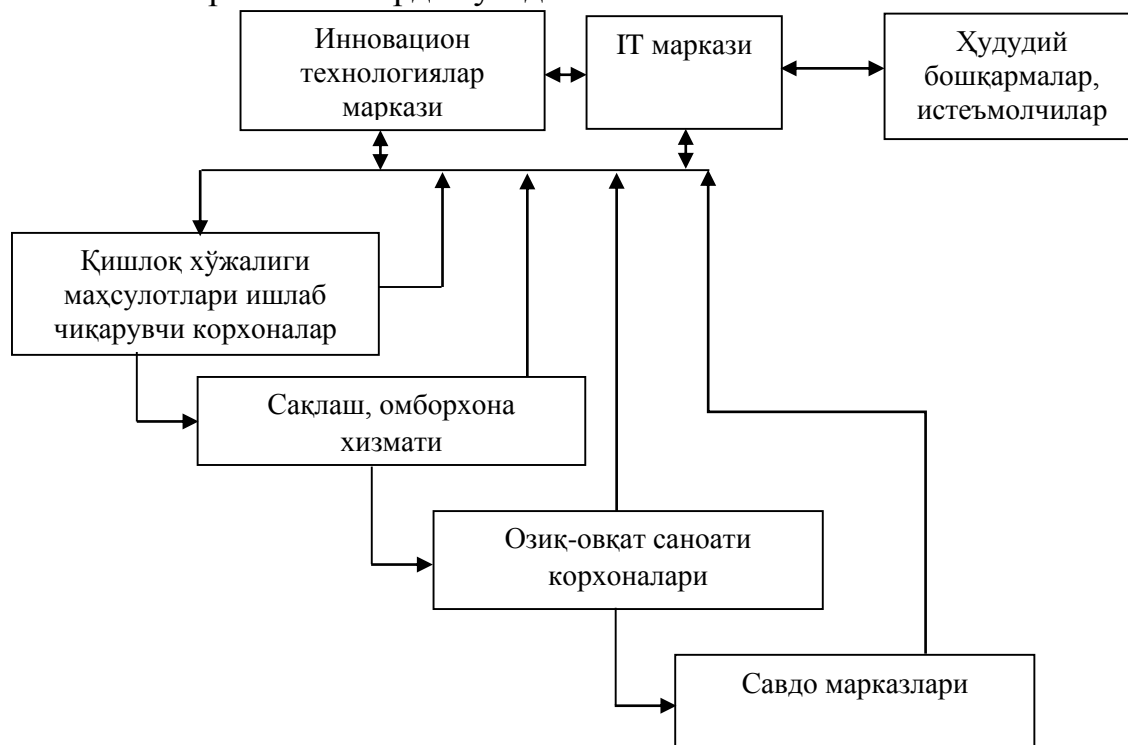 Инновацион
технологиялар
маркази
IT маркази
Ҳудудий
бошқармалар,
истеъмолчилар
Қишлоқ хўжалиги
маҳсулотлари ишлаб
чиқарувчи корхоналар
Сақлаш, омборхона
хизмати
Озиқ-овқат саноати
корхоналари
Савдо марказлари